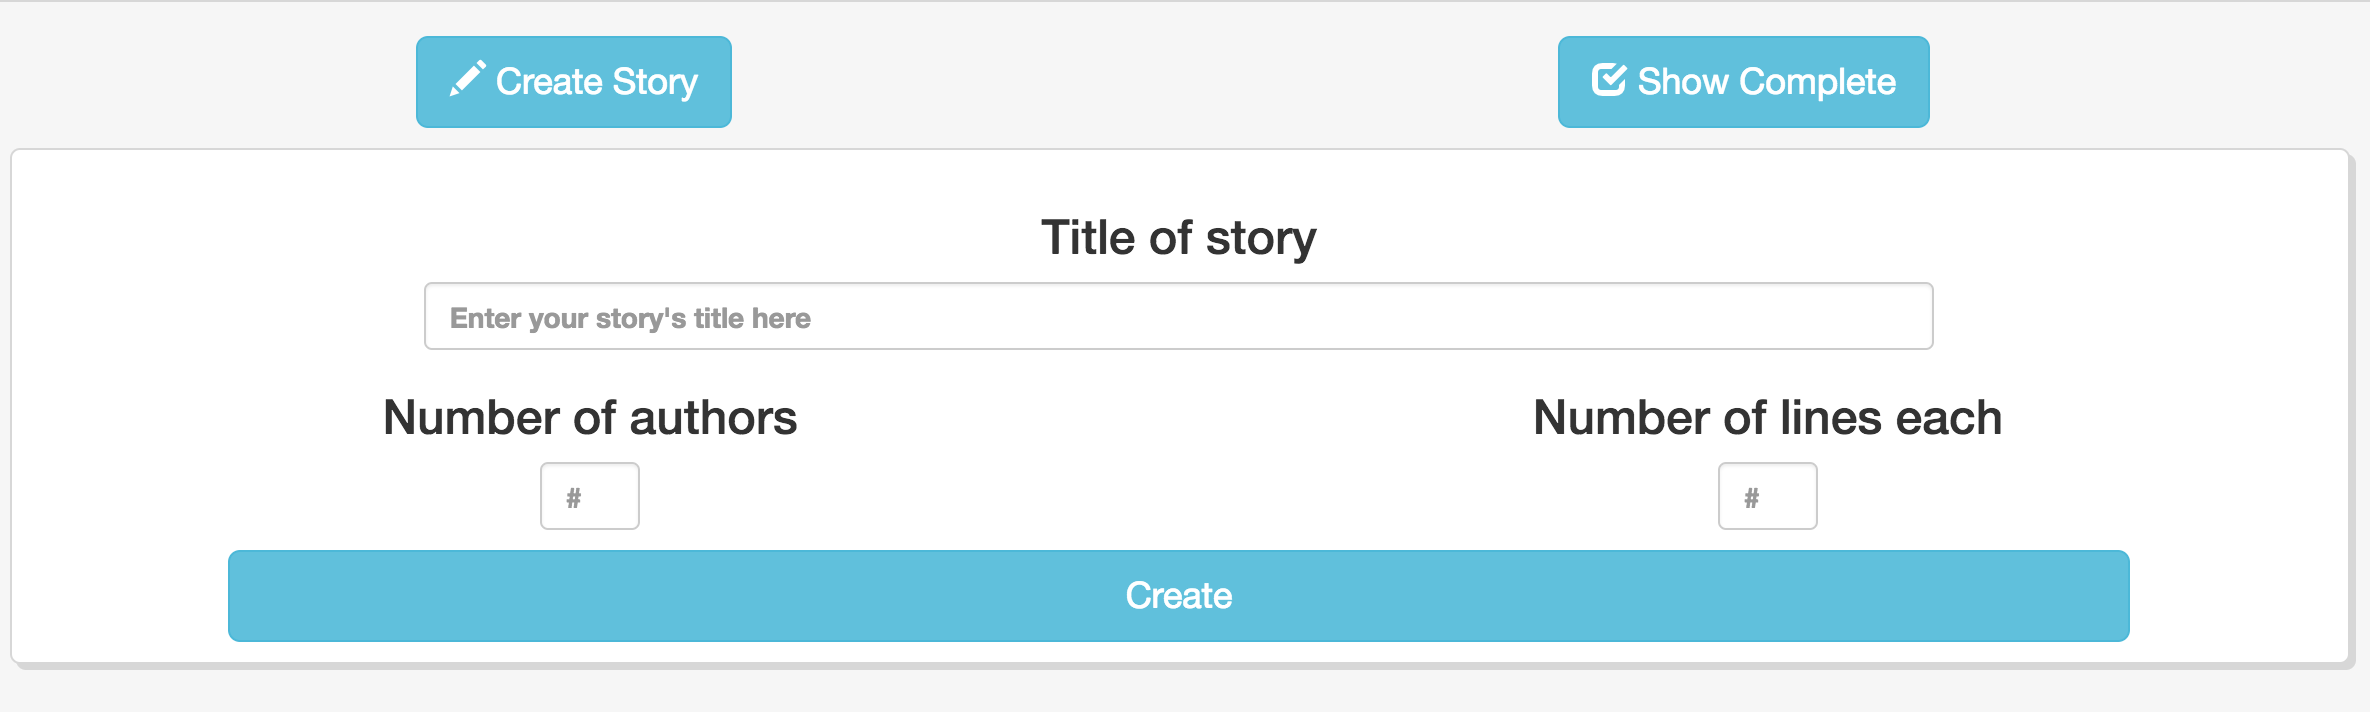 Create Story
Show Complete
Title of story
Enter your story's title here
Number of authors
Number of lines each
#
#
Create